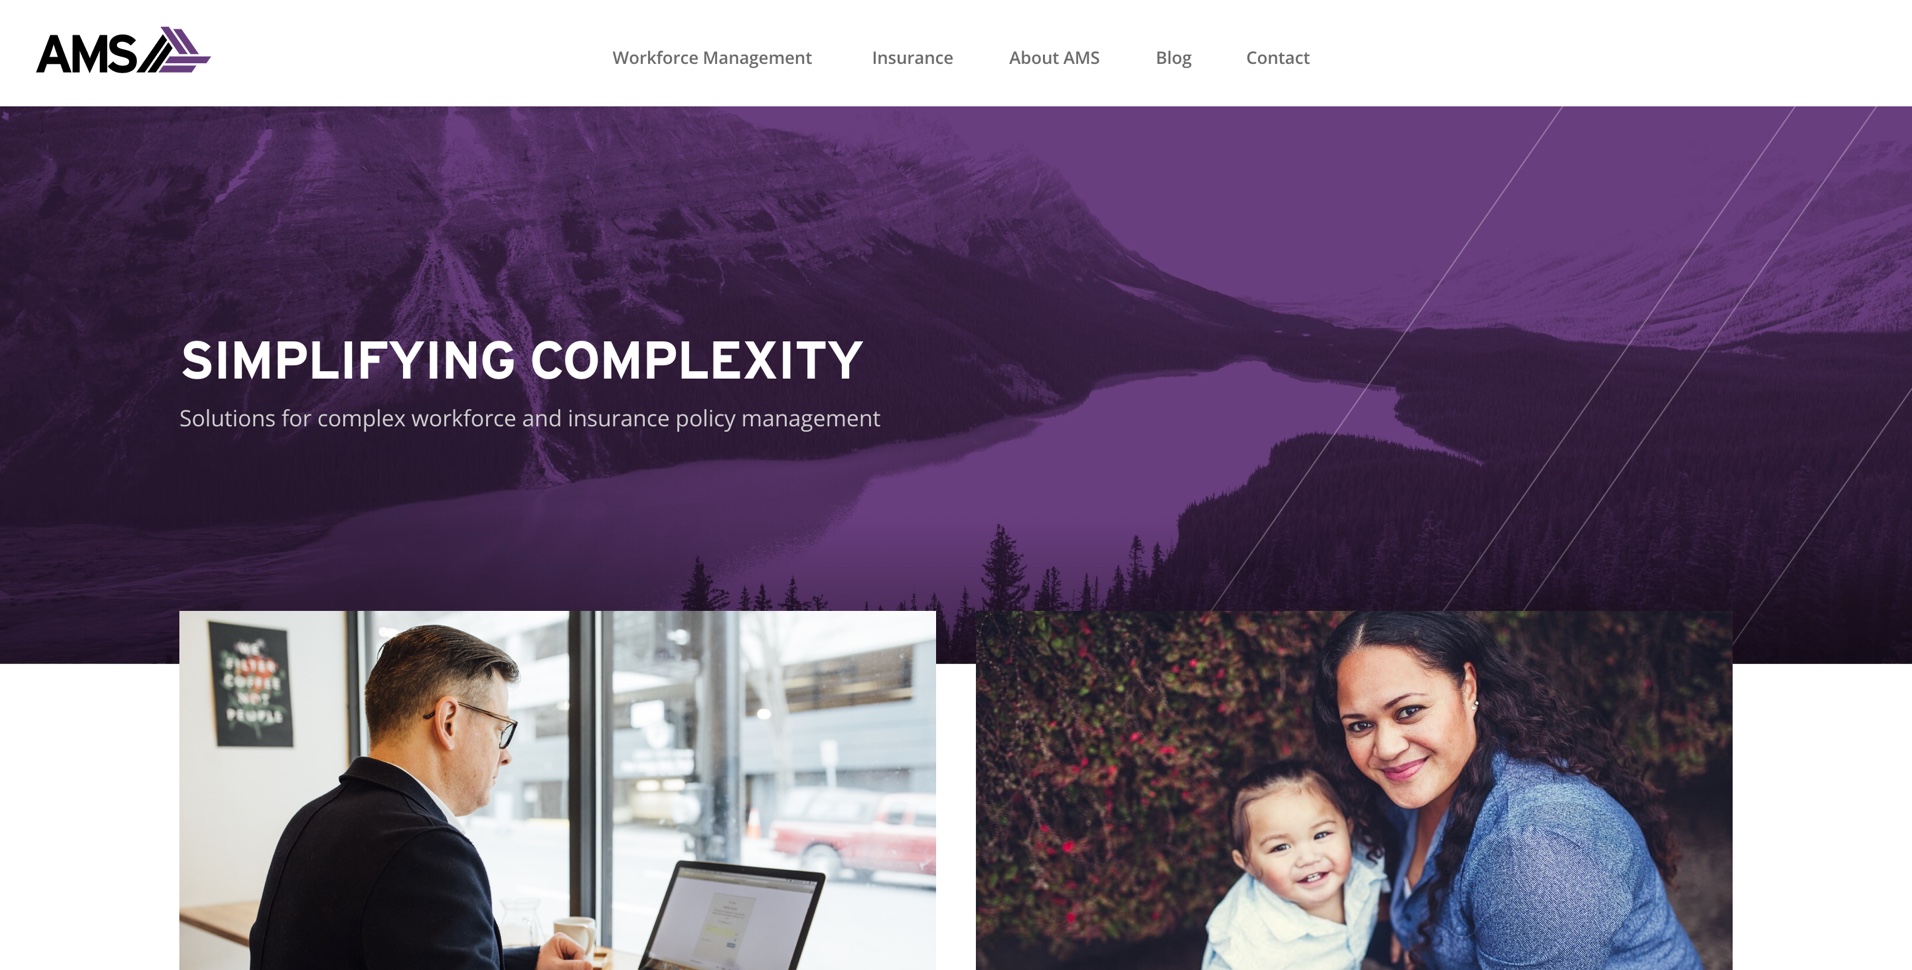 AMS
Workforce Management
Insurance
About AMS
Blog
Contact
SIMPLIFYING COMPLEXITY
Solutions for complex workforce and insurance policy management
WE
FILTER
COFFEE
NOT
PEOPLE